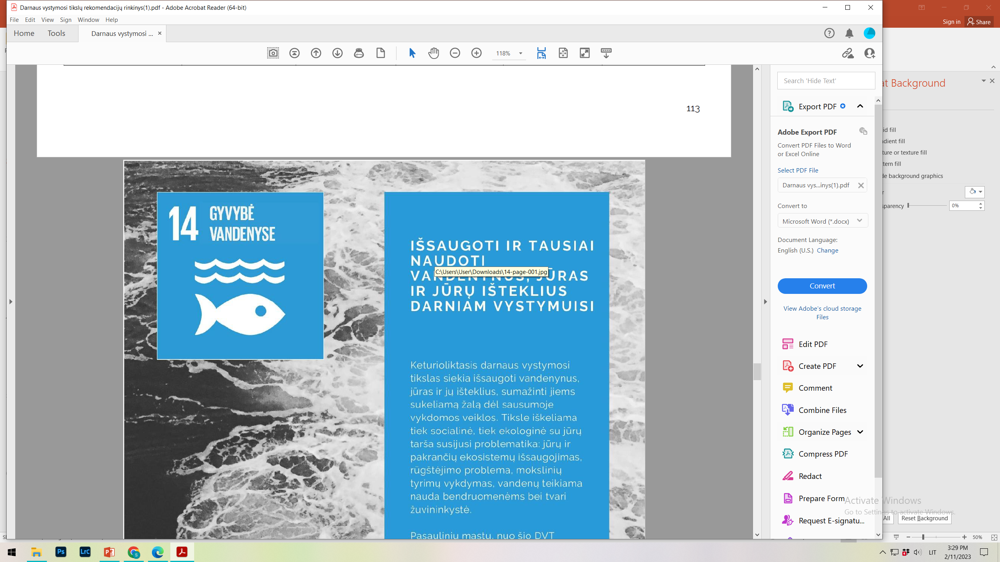 Darnaus vystymosi tikslų rekomendacijų rinkinys(1).pdf - Adobe Acrobat Reader (64-bit)
File Edit View Sign Window Help
Sign in Share
Home Tools Darnaus vystymosi ... ×
118%
113
14 GYVYBĖ
VANDENYSE
IŠSAUGOTI IR TAUSIAI
NAUDOTI
C:\Users\User\Downloads\14-page-001.jpg
VANDENYNUS, JŪRAS
IR JŪRŲ IŠTEKLIUS
DARNIAM VYSTYMUISI
Keturioliktasis darnaus vystymosi
tikslas siekia išsaugoti vandenynus,
jūras ir jų išteklius, sumažinti jiems
sukeliamą žalą dėl sausumoje
vykdomos veiklos. Tiksle iškeliama
tiek socialinė, tiek ekologinė su jūrų
tarša susijusi problematika: jūrų ir
pakrančių ekosistemų išsaugojimas,
rūgštėjimo problema, mokslinių
tyrimų vykdymas, vandenų teikiama
nauda bendruomenėms bei tvari
žuvininkystė.
Pasauliniu mastu, nuo šio DVT
Search 'Hide Text'
Export PDF
Adobe Export PDF
Convert PDF Files to Word
or Excel Online
Select PDF File
Darnaus vys...inys(1).pdf
Convert to
Microsoft Word (*.docx)
Document Language:
English (U.S.) Change
Convert
View Adobe's cloud storage
Files
Edit PDF
Create PDF
Comment
Combine Files
Organize Pages
Compress PDF
Redact
Prepare Form
Request E-signatu...
at Background
id fill
dient fill
ture or texture fill
tern fill
de background graphics
r
sparency 0%
Activate Windows
Go to Settings to activate Windows.
All Reset Background
50%
Ps LrC
LIT
3:29 PM
2/11/2023